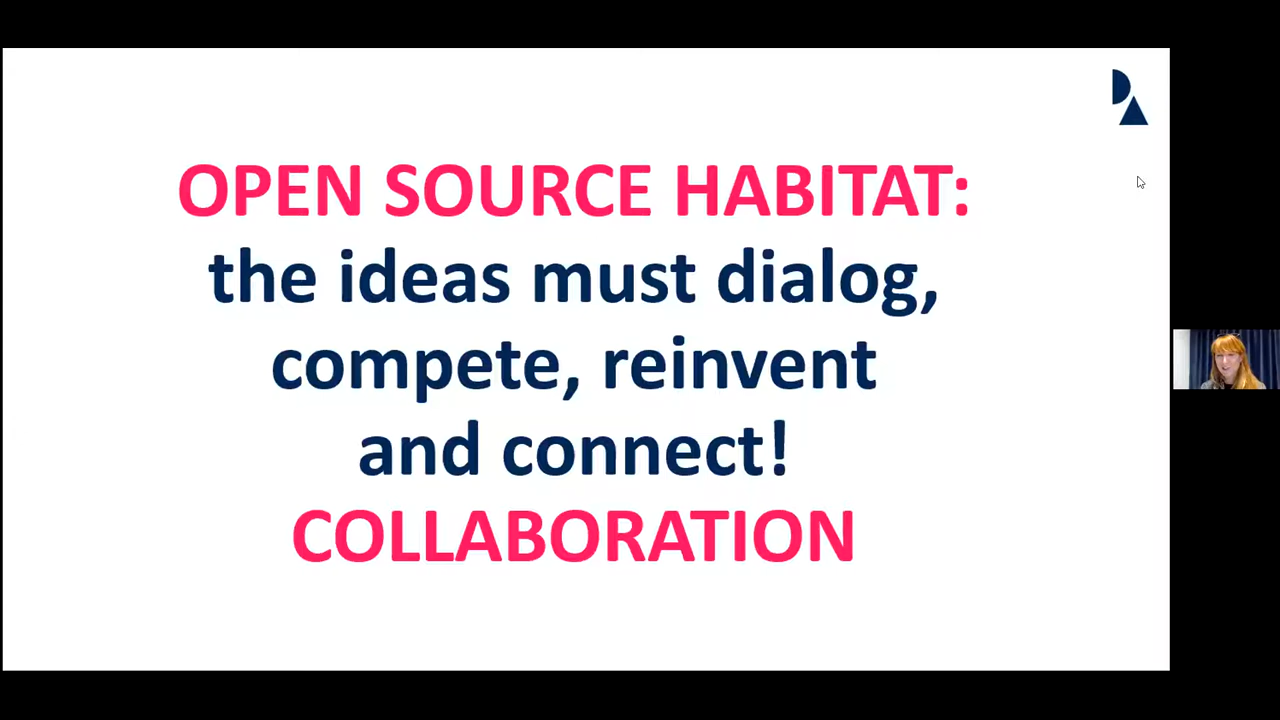 OPEN SOURCE HABITAT:
the ideas must dialog,
compete, reinvent
and connect!
COLLABORATION